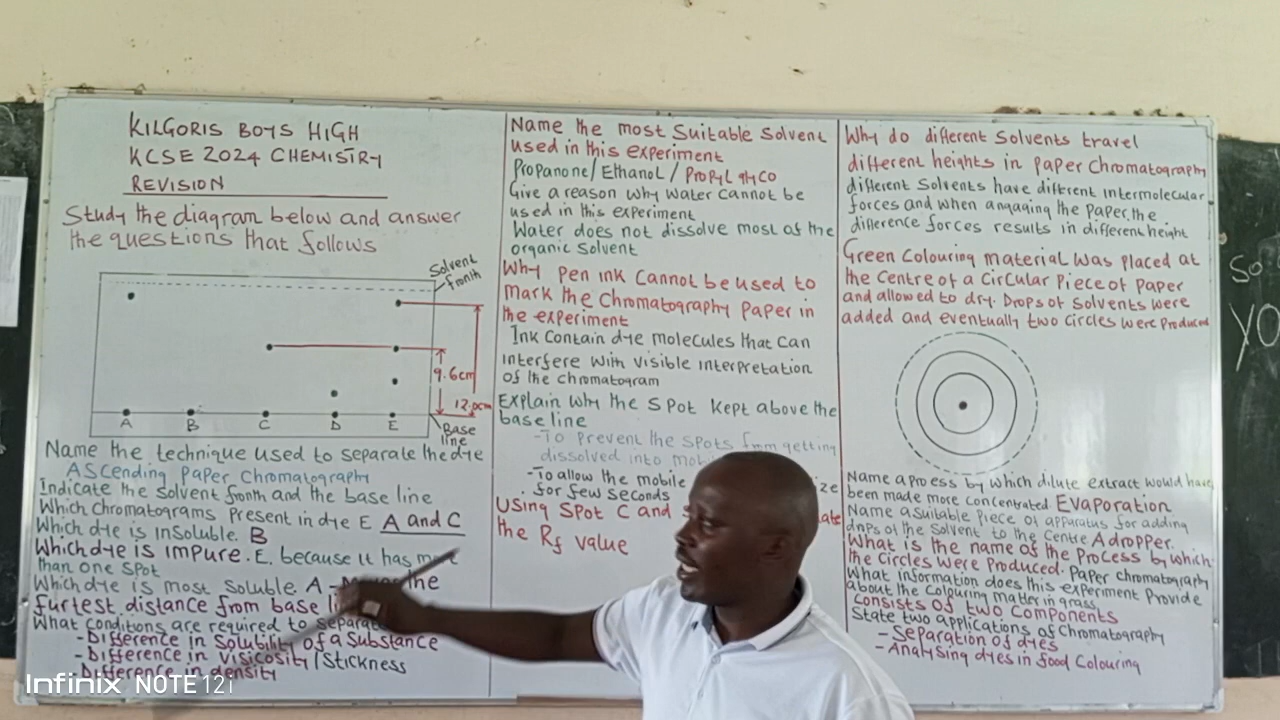 KILGORIS BOYS HIGH
KCSE 2024 CHEMISTRY
REVISION
Study the diagram below and answer
the questions that follows
Solvent
fronth
9.6cm
12.0cm
A B C D E
Base
line
Name the technique used to separate the dye
Ascending Paper Chromatography
Indicate the solvent fronth and the base line
Which Chromatograms Present in dye E A and C
Which dye is insoluble B
Which dye is IMPURE. E. because it has
than one spot
Which dye is most soluble A - the
furtest distance from base
What conditions are required to
- Difference in Solubility of a Substance
- Difference in Visicosity/Stickness
- Difference in density
Name the most Suitable Solvent
used in this experiment
Propanone/Ethanol/
Give a reason why water cannot be
used in this experiment
Water does not dissolve most of the
organic solvent
Why pen ink Cannot be used to
mark the Chromatography Paper in
the experiment
Ink contain dye molecules that can
interfere with visible interpretation
of the chromatogram
Explain why the spot kept above the
base line
- To prevent the spots from getting
dissolved into
- To allow the mobile
for few seconds
Using Spot C and
the Rf value
Why do different Solvents travel
different heights in paper Chromatography
different Solvents have different intermolecular
forces and when the paper, the
difference forces results in different height
Green Colouring material was placed at
the Centre of a Circular Piece of Paper
and allowed to dry. Drops of solvents were
added and eventually two Circles were Produced
Name a process by which dilute extract would have
been made more concentrated Evaporation
Name a suitable piece of apparatus for adding
drops of the Solvent to the Centre A dropper.
What is the name of the Process by which
the Circles were Produced. Paper chromatography
What information does this experiment Provide
about the Colouring matter in grass
Consists of two components
State two applications of Chromatography
- Separation of dyes
- Analysing dyes in food Colouring
So
YO
Infinix NOTE 12i